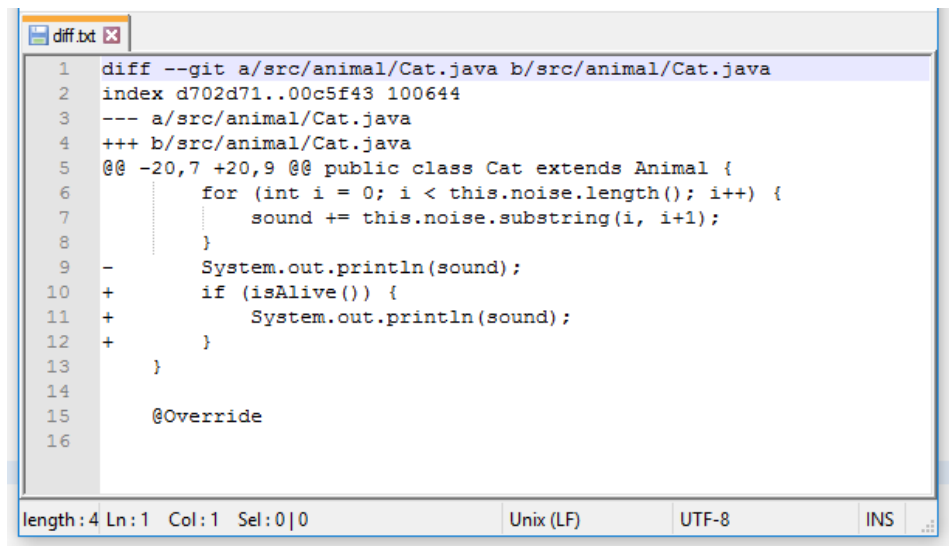 diff.txt
1 diff --git a/src/animal/Cat.java b/src/animal/Cat.java
2 index d702d71..00c5f43 100644
3 --- a/src/animal/Cat.java
4 +++ b/src/animal/Cat.java
5 @@ -20,7 +20,9 @@ public class Cat extends Animal {
6         for (int i = 0; i < this.noise.length(); i++) {
7             sound += this.noise.substring(i, i+1);
8         }
9 -       System.out.println(sound);
10 +       if (isAlive()) {
11 +           System.out.println(sound);
12 +       }
13     }
14
15     @Override
16
length : 4 Ln : 1 Col : 1 Sel : 0 | 0 Unix (LF) UTF-8 INS